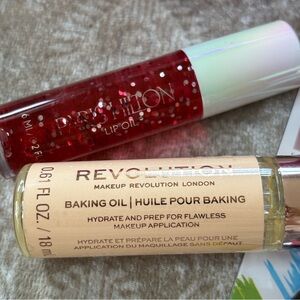 REVOLUTION
LIP OIL
REVOLUTION
MAKEUP REVOLUTION LONDON
BAKING OIL | HUILE POUR BAKING
HYDRATE AND PREP FOR FLAWLESS
MAKEUP APPLICATION
HYDRATE ET PRÉPARE LA PEAU POUR UNE
APPLICATION DU MAQUILLAGE SANS DÉFAUT
0.61 FL OZ. / 18 m